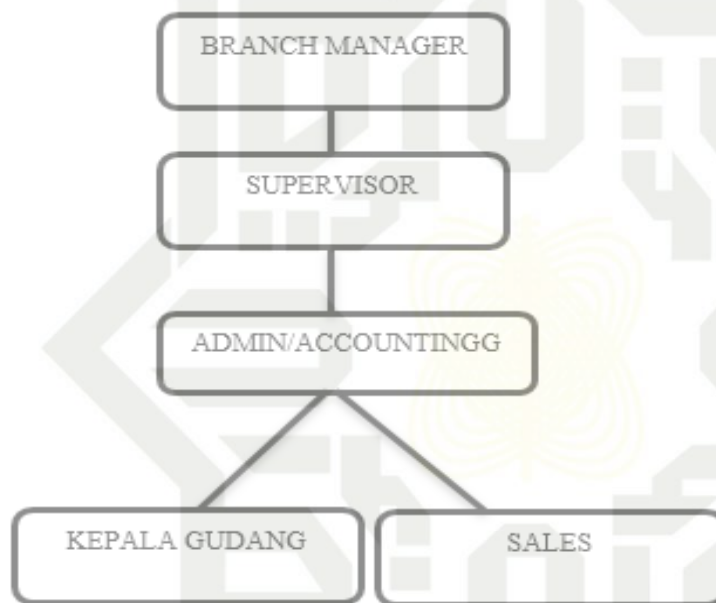 BRANCH MANAGER
SUPERVISOR
ADMIN/ACCOUNTINGG
KEPALA GUDANG
SALES